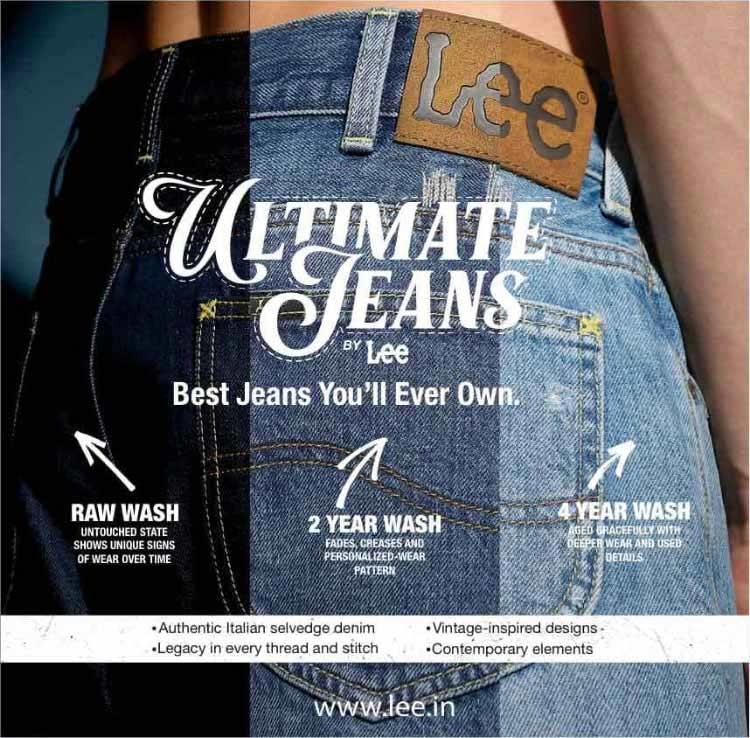 Lee®
ULTIMATE
JEANS
BY Lee
Best Jeans You'll Ever Own.
RAW WASH
UNTOUCHED STATE
SHOWS UNIQUE SIGNS
OF WEAR OVER TIME
2 YEAR WASH
FADES, CREASES AND
PERSONALIZED-WEAR
PATTERN
4 YEAR WASH
AGED GRACEFULLY WITH
DEEPER WEAR AND USED
DETAILS
•Authentic Italian selvedge denim
•Legacy in every thread and stitch
•Vintage-inspired designs
•Contemporary elements
www.lee.in